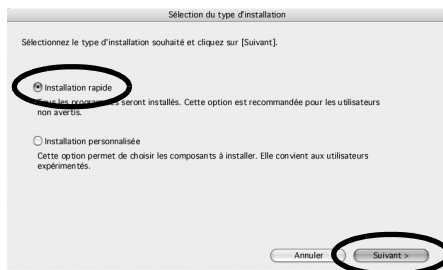 Sélection du type d'installation
Sélectionnez le type d'installation souhaité et cliquez sur [Suivant].
Installation rapide
Tous les programmes seront installés. Cette option est recommandée pour les utilisateurs
non avertis.
Installation personnalisée
Cette option permet de choisir les composants à installer. Elle convient aux utilisateurs
expérimentés.
Annuler
Suivant >